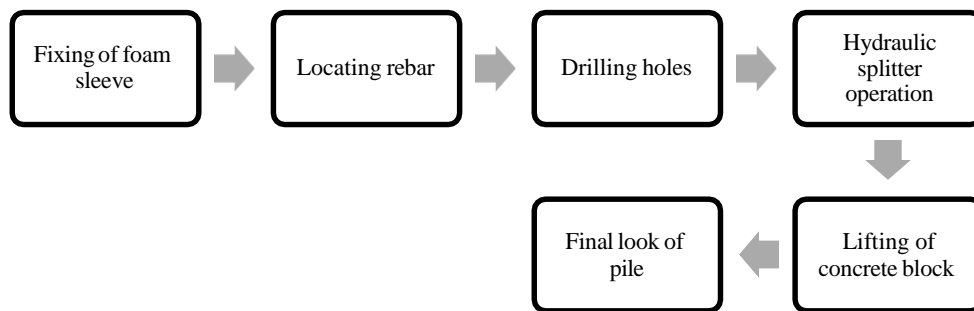 Fixing of foam
sleeve
Locating rebar
Drilling holes
Hydraulic
splitter
operation
Lifting of
concrete block
Final look of
pile